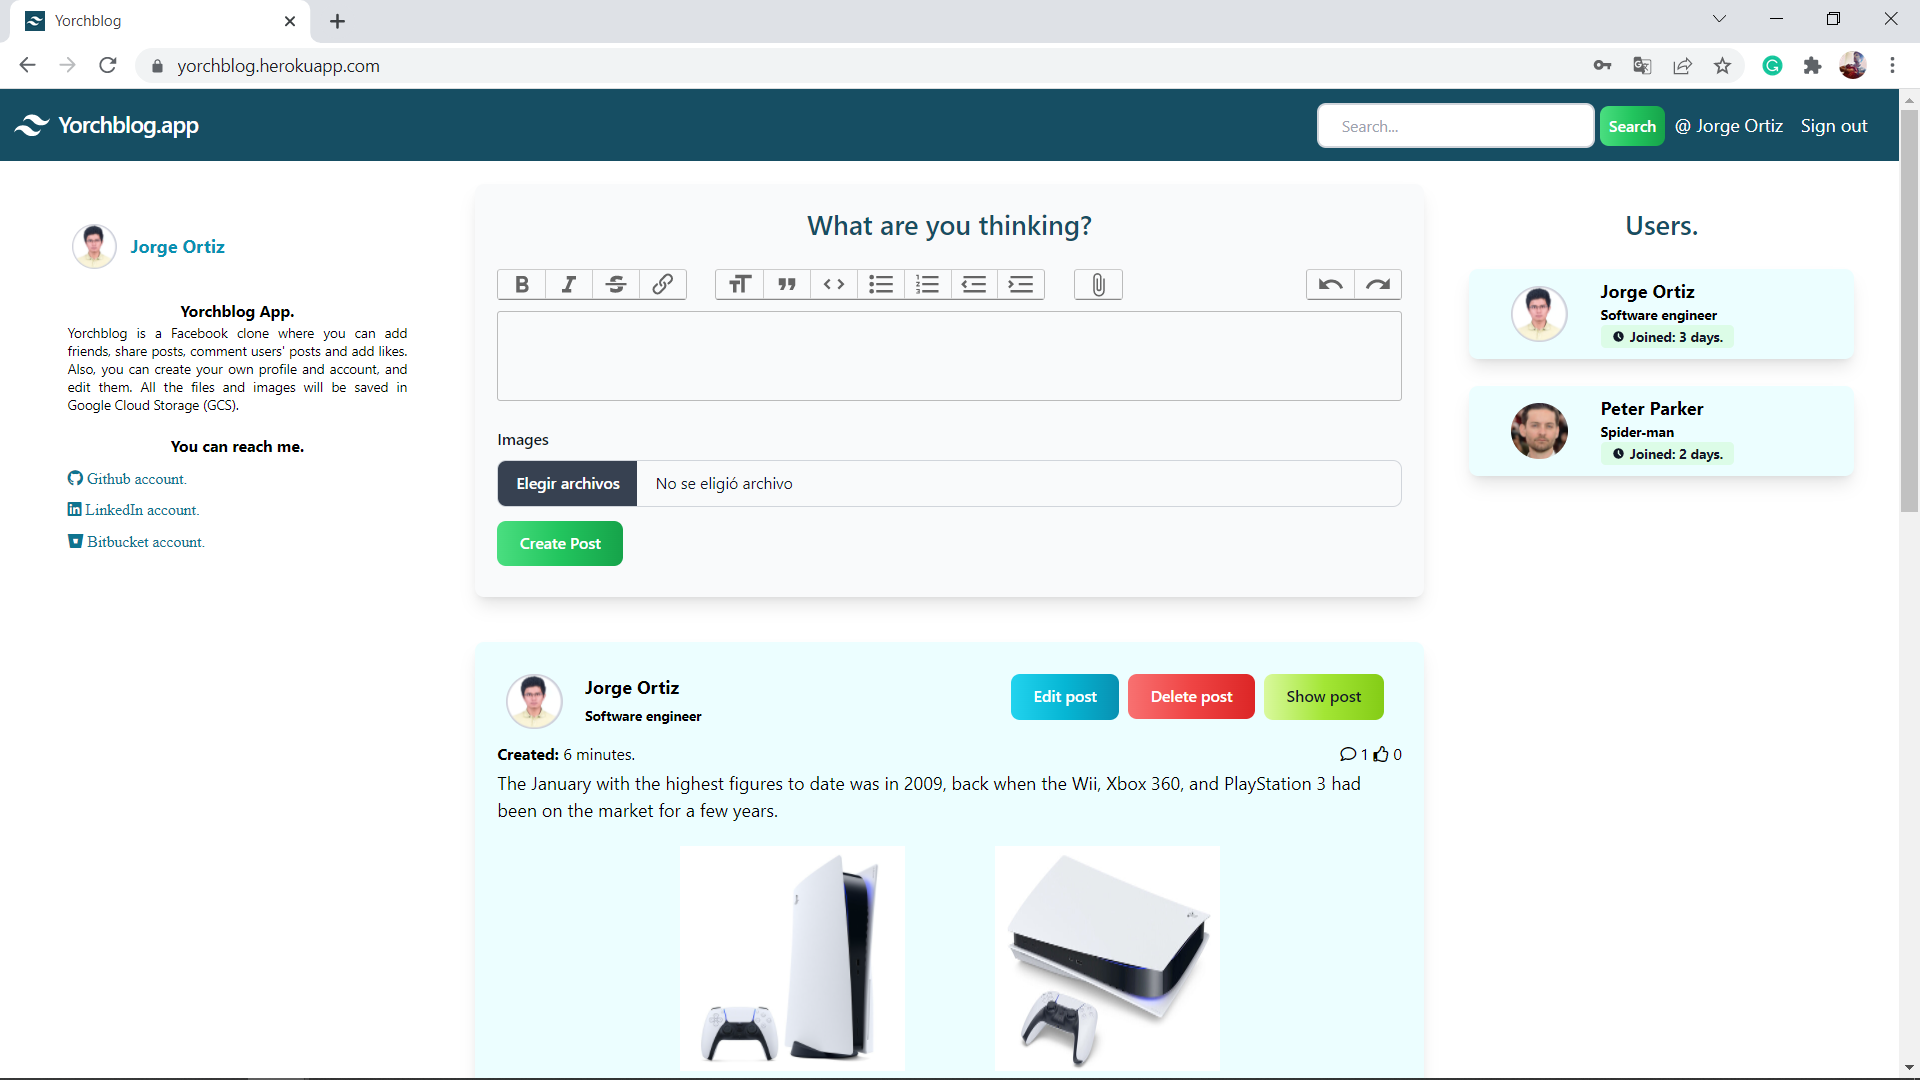 Yorchblog
yorchblog.herokuapp.com
Yorchblog.app
Search...
Search
@ Jorge Ortiz
Sign out
Jorge Ortiz
Yorchblog App.
Yorchblog is a Facebook clone where you can add
friends, share posts, comment users' posts and add likes.
Also, you can create your own profile and account, and
edit them. All the files and images will be saved in
Google Cloud Storage (GCS).
You can reach me.
Github account.
LinkedIn account.
Bitbucket account.
What are you thinking?
Images
Elegir archivos
No se eligió archivo
Create Post
Jorge Ortiz
Software engineer
Edit post
Delete post
Show post
Created: 6 minutes.
1
0
The January with the highest figures to date was in 2009, back when the Wii, Xbox 360, and PlayStation 3 had
been on the market for a few years.
Users.
Jorge Ortiz
Software engineer
Joined: 3 days.
Peter Parker
Spider-man
Joined: 2 days.